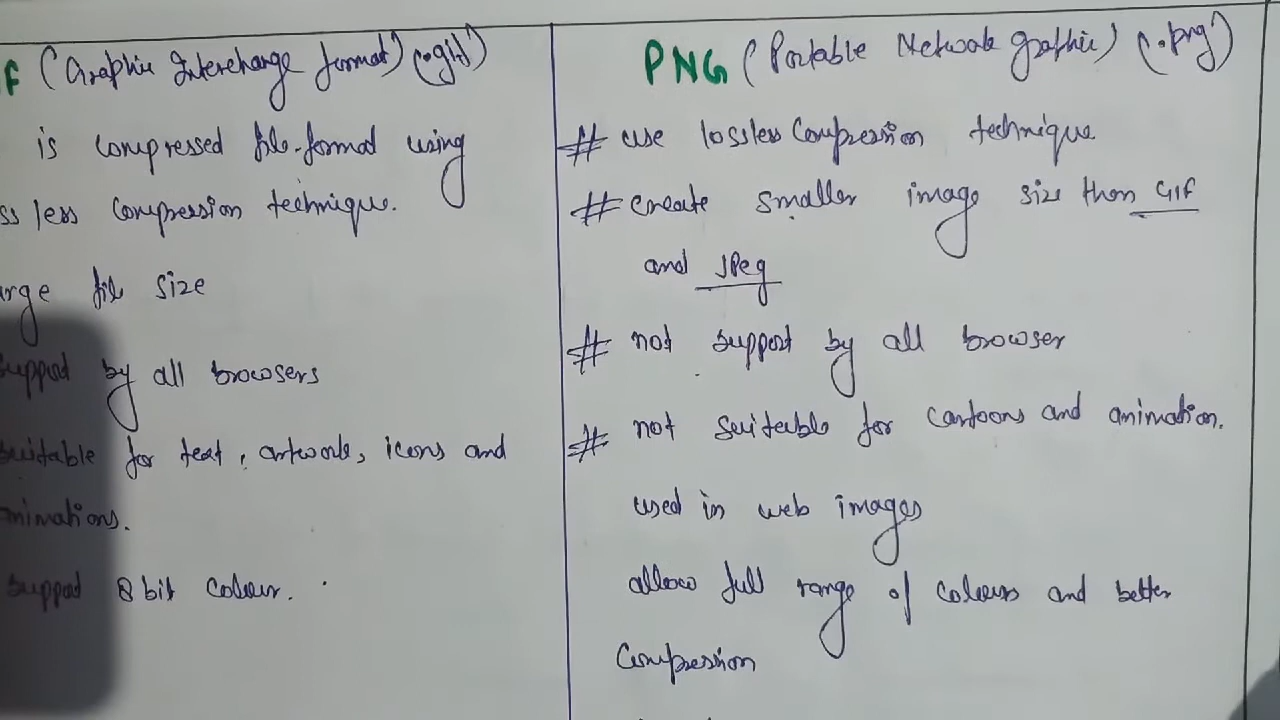 F (Graphic Interchange format) (.gif)
is compressed file-format using
ss less compression technique.
arge file size
support by all browsers
suitable for text, artwork, icons and
animations.
support 8 bit colour.
PNG (Portable Network graphic) (.png)
# use lossless compression technique
# create smaller image size then GIF
and JPeg
# not support by all browser
# not suitable for cartoons and animation.
used in web images
allow full range of colours and better
compression